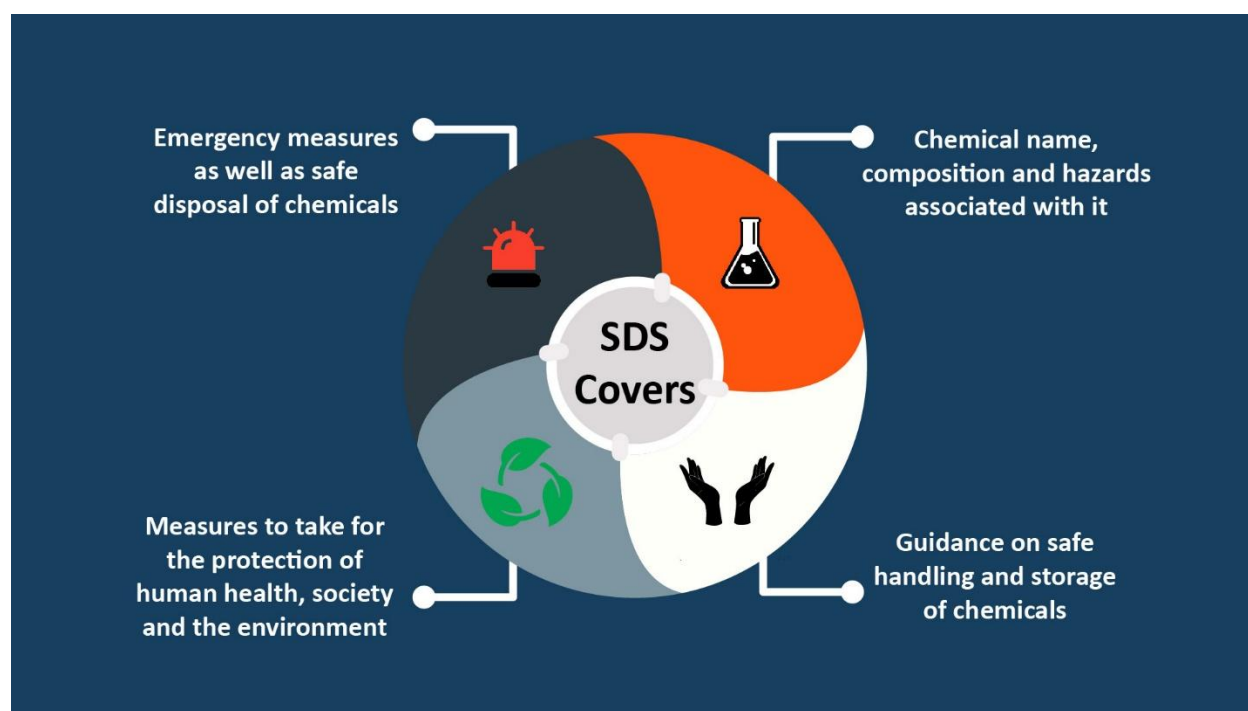 Emergency measures
as well as safe
disposal of chemicals
Chemical name,
composition and hazards
associated with it
SDS
Covers
Measures to take for
the protection of
human health, society
and the environment
Guidance on safe
handling and storage
of chemicals